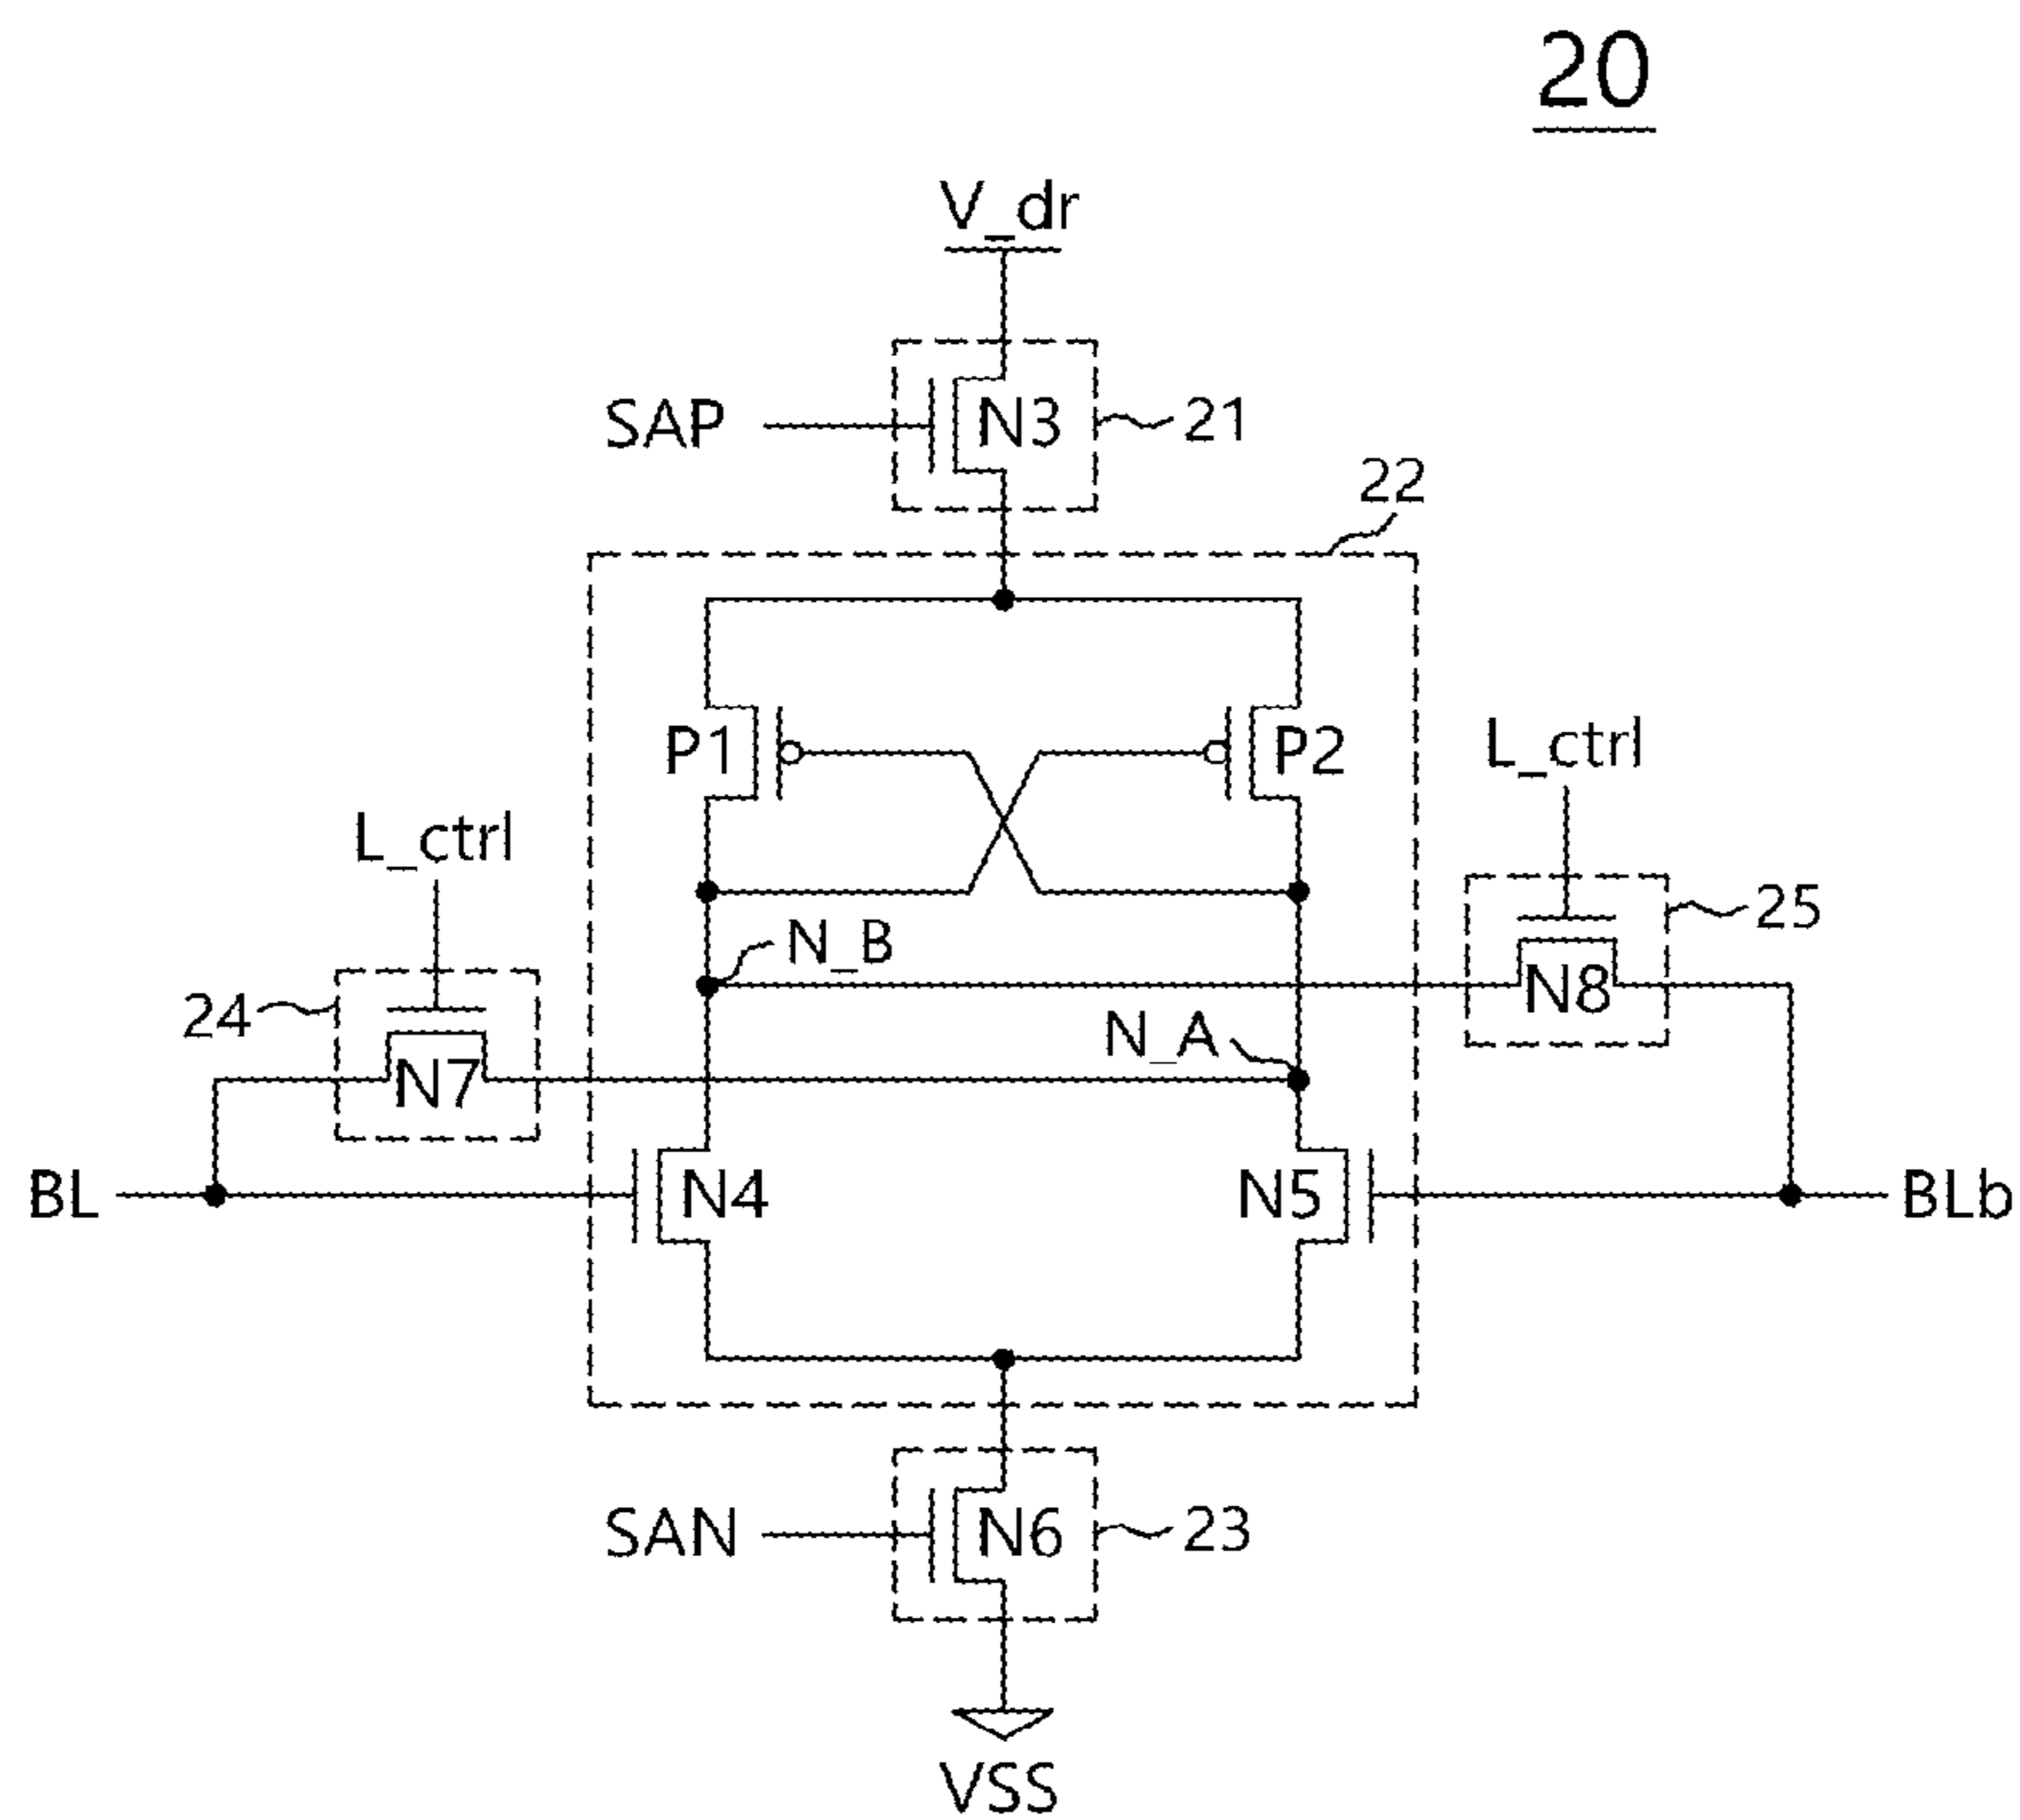 20
V_dr
SAP
N3
21
22
P1
P2
L_ctrl
L_ctrl
25
N_B
24
N8
N_A
N7
BL
N4
N5
BLb
SAN
N6
23
VSS